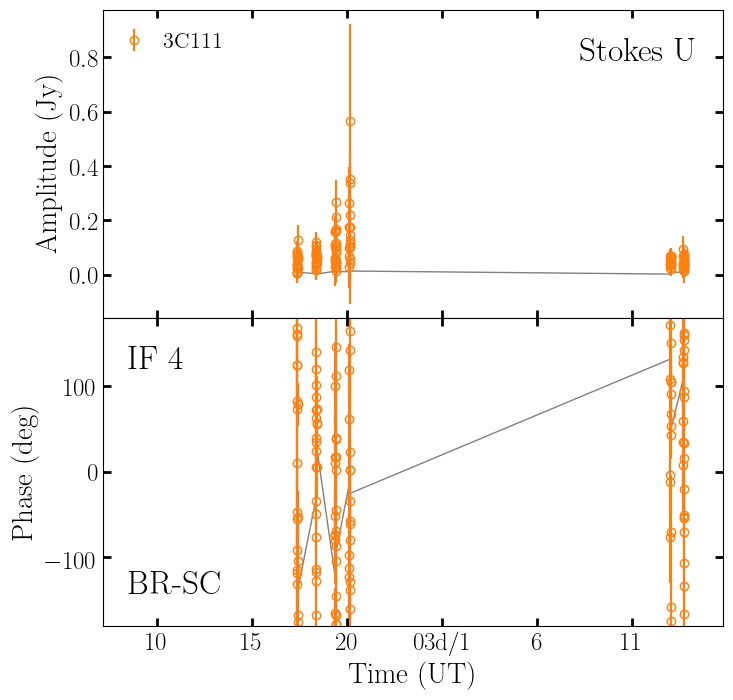 3C111
Stokes U
Amplitude (Jy)
0.8
0.6
0.4
0.2
0.0
IF 4
BR-SC
Phase (deg)
100
0
−100
10 15 20 03d/1 6 11
Time (UT)